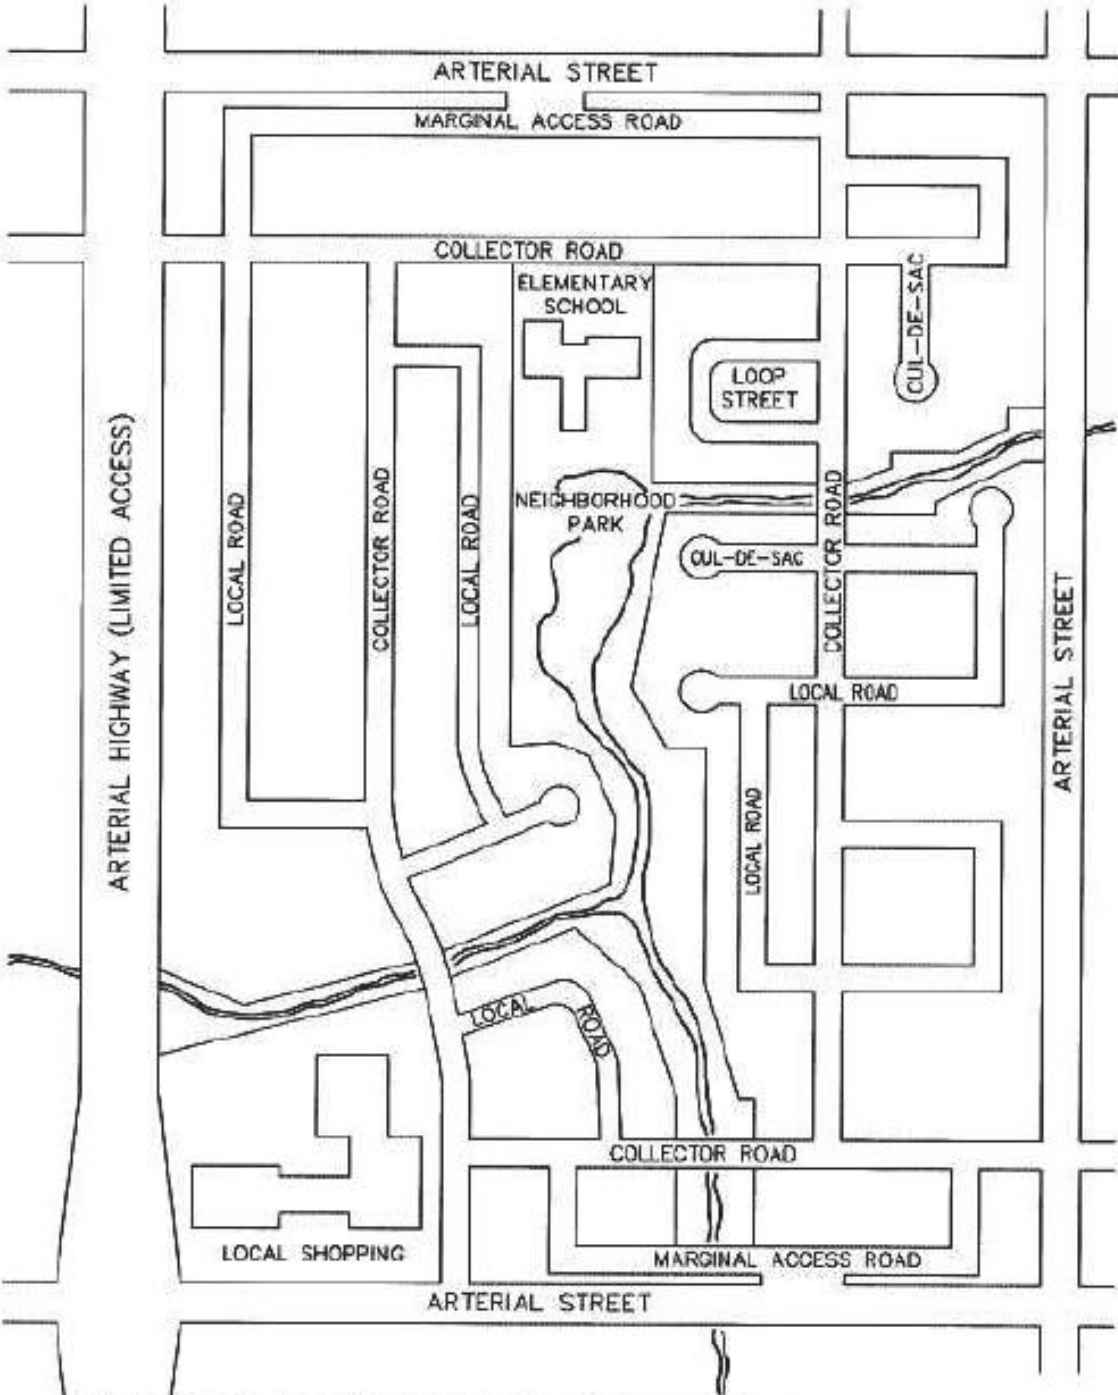 ARTERIAL STREET
MARGINAL ACCESS ROAD
COLLECTOR ROAD
ELEMENTARY
SCHOOL
CUL-DE-SAC
LOOP
STREET
ARTERIAL HIGHWAY (LIMITED ACCESS)
LOCAL ROAD
COLLECTOR ROAD
LOCAL ROAD
NEIGHBORHOOD
PARK
COLLECTOR ROAD
CUL-DE-SAC
ARTERIAL STREET
LOCAL ROAD
LOCAL ROAD
LOCAL ROAD
COLLECTOR ROAD
LOCAL SHOPPING
MARGINAL ACCESS ROAD
ARTERIAL STREET